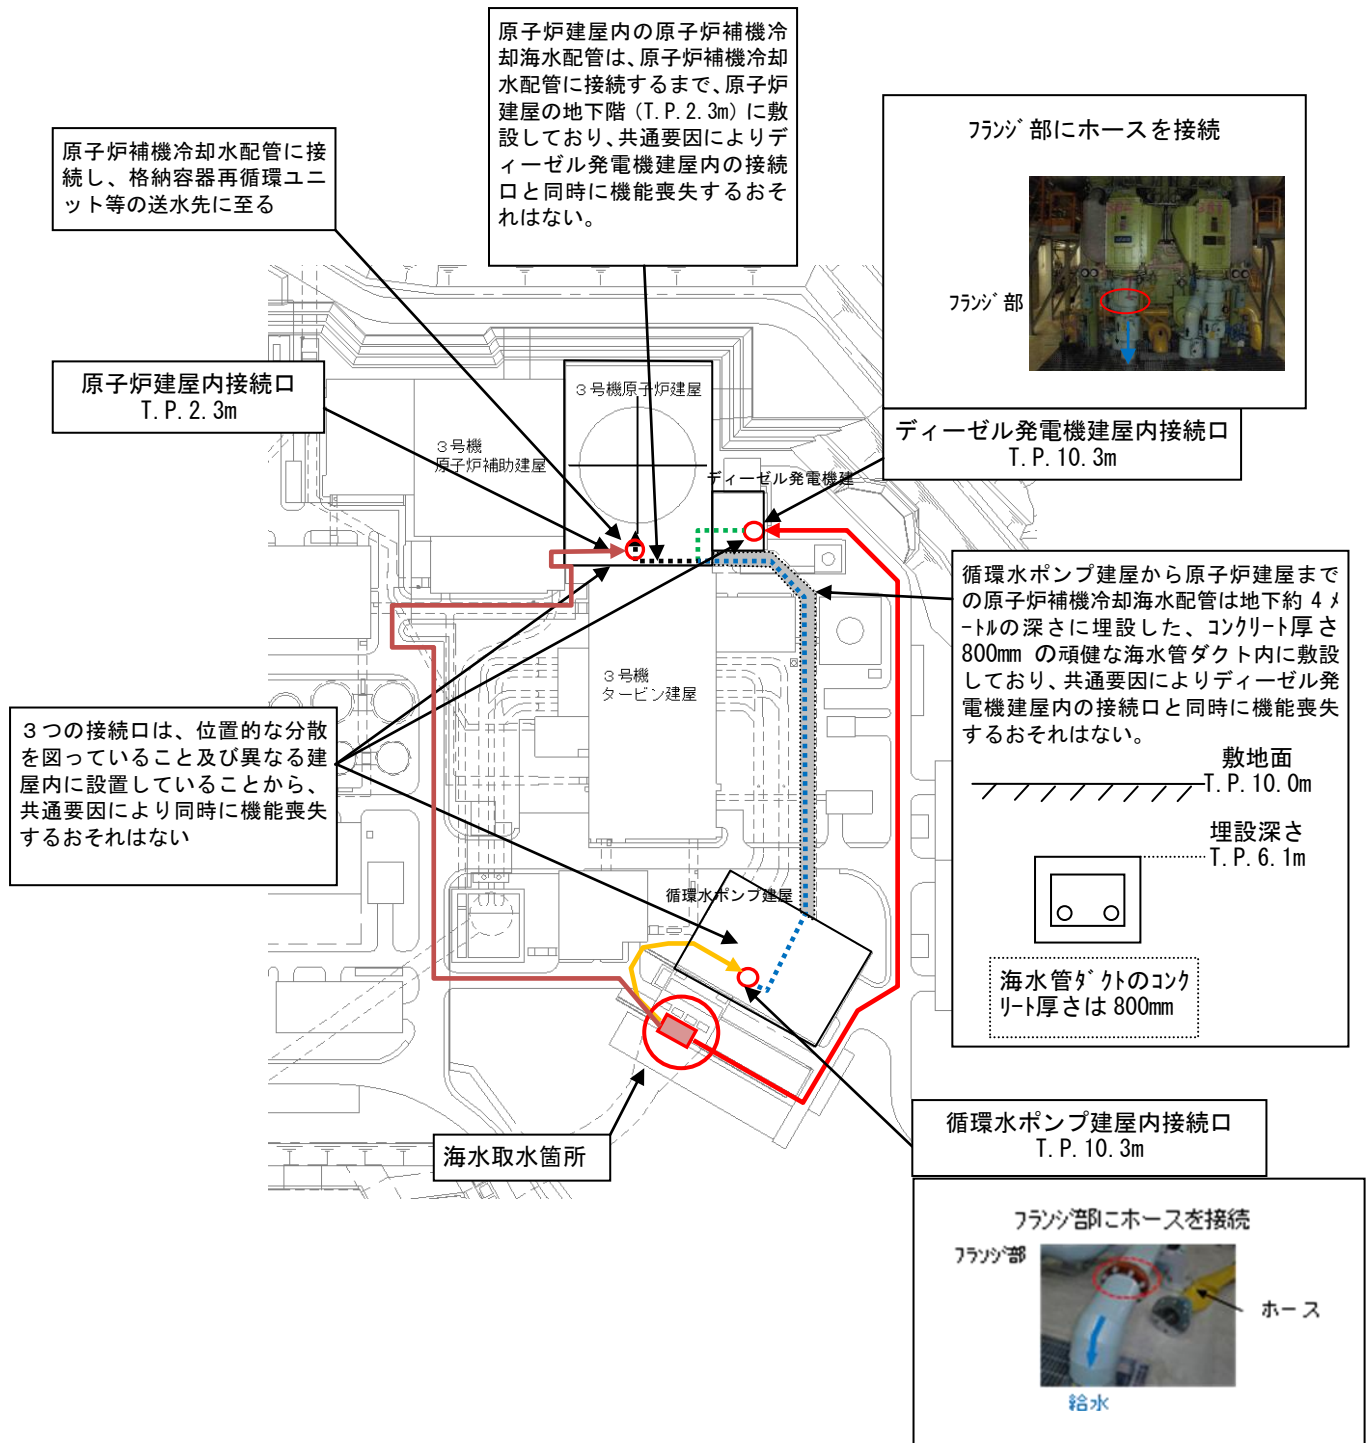 原子炉建屋内の原子炉補機冷
却海水配管は、原子炉補機冷却
水配管に接続するまで、原子炉
建屋の地下階（T.P.2.3m）に敷
設しており、共通要因によりデ
ィーゼル発電機建屋内の接続
口と同時に機能喪失するおそ
れはない。
原子炉補機冷却水配管に接
続し、格納容器再循環ユニ
ット等の送水先に至る
フランジ部にホースを接続
フランジ部
原子炉建屋内接続口
T.P.2.3m
ディーゼル発電機建屋内接続口
T.P.10.3m
３号機原子炉建屋
３号機
原子炉補助建屋
ディーゼル発電機建
循環水ポンプ建屋から原子炉建屋まで
の原子炉補機冷却海水配管は地下約 4 メ
ートルの深さに埋設した、コンクリート厚さ
800mm の頑健な海水管ダクト内に敷設
しており、共通要因によりディーゼル発
電機建屋内の接続口と同時に機能喪失
するおそれはない。
敷地面
T.P.10.0m
埋設深さ
T.P.6.1m
海水管ダクトのコンク
リート厚さは 800mm
３号機
タービン建屋
３つの接続口は、位置的な分散
を図っていること及び異なる建
屋内に設置していることから、
共通要因により同時に機能喪失
するおそれはない
循環水ポンプ建屋
海水取水箇所
循環水ポンプ建屋内接続口
T.P.10.3m
フランジ部にホースを接続
フランジ部
ホース
給水